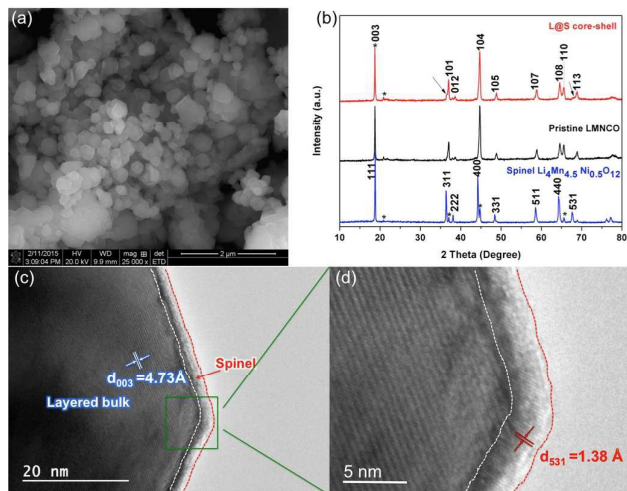 (a)
2/11/2015 HV WD mag det
3:09:04 PM 20.0 kV 9.9 mm 25 000 x ETD
2 μm
(b)
L@S core-shell
*003
*
101
012
104
105
107
108
110
113
Pristine LMNCO
Spinel Li4Mn4.5 Ni0.5O12
111
*
311
*
222
400
*
331
511
440
*
531
Intensity (a.u.)
10 20 30 40 50 60 70 80
2 Theta (Degree)
(c)
d003 =4.73Å
Spinel
Layered bulk
20 nm
(d)
d531 =1.38 Å
5 nm